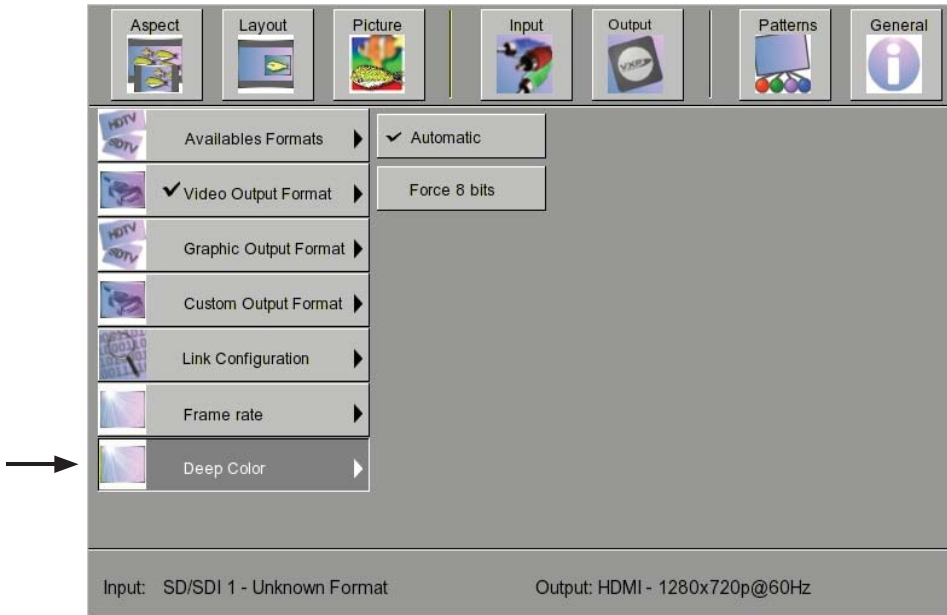 Aspect
Layout
Picture
Input
Output
Patterns
General
VXP
HDTV
SDTV
Availables Formats
✓ Automatic
✓ Video Output Format
Force 8 bits
HDTV
SDTV
Graphic Output Format
Custom Output Format
Link Configuration
Frame rate
Deep Color
Input: SD/SDI 1 - Unknown Format
Output: HDMI - 1280x720p@60Hz